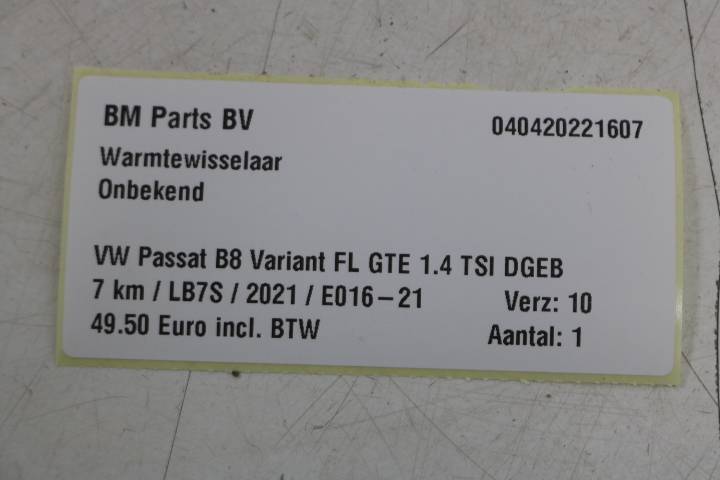 BM Parts BV 040420221607
Warmtewisselaar
Onbekend
VW Passat B8 Variant FL GTE 1.4 TSI DGEB
7 km / LB7S / 2021 / E016-21 Verz: 10
49.50 Euro incl. BTW Aantal: 1